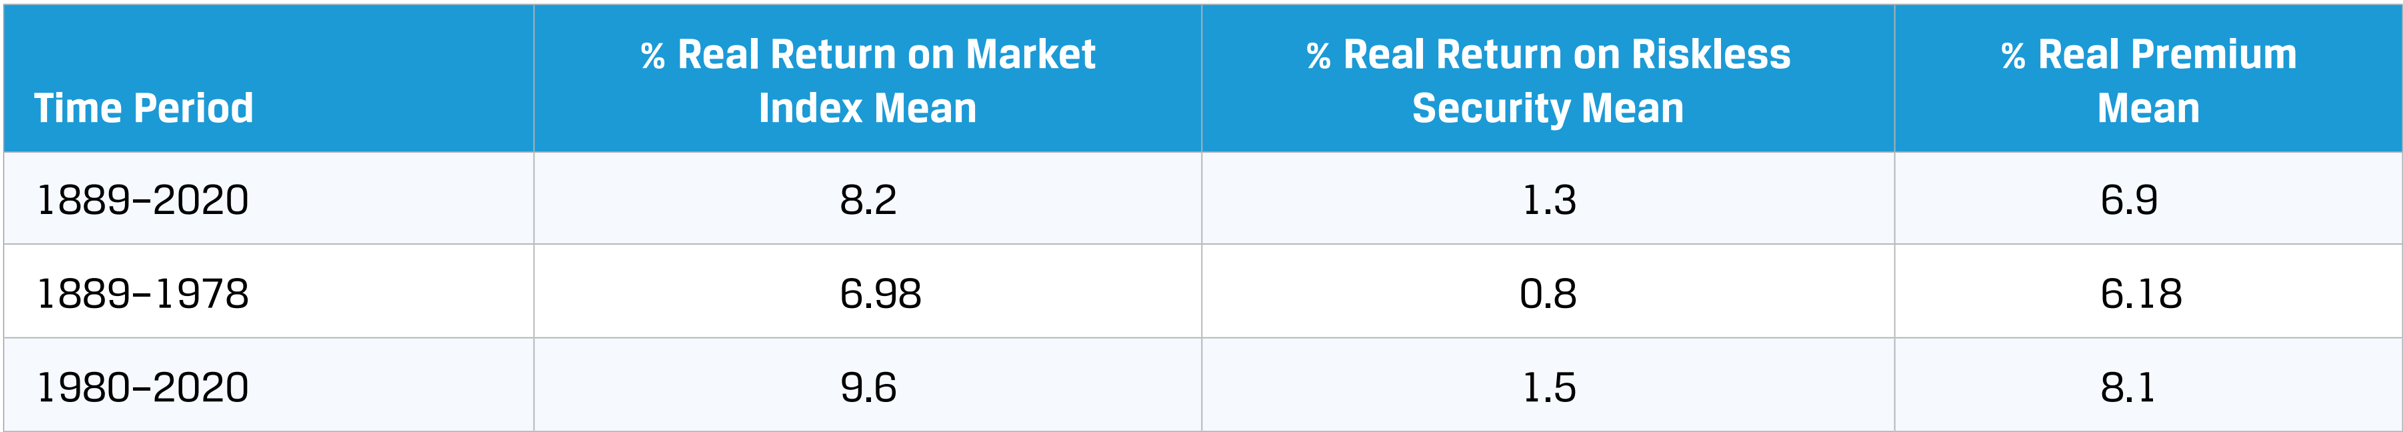 Time Period
% Real Return on Market
Index Mean
% Real Return on Riskless
Security Mean
% Real Premium
Mean
1889–2020 8.2 1.3 6.9
1889–1978 6.98 0.8 6.18
1980–2020 9.6 1.5 8.1